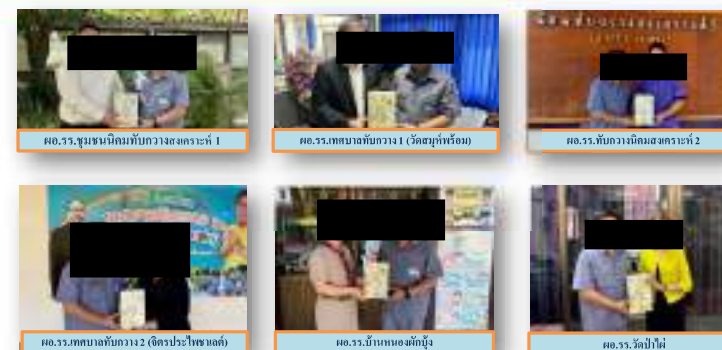 ผอ.รร.ชุมชนนิคมทับกวางสงเคราะห์ 1
ผอ.รร.เทศบาลทับกวาง 1 (วัดสมุห์พร้อม)
ผอ.รร.ทับกวางนิคมสงเคราะห์ 2
ผอ.รร.เทศบาลทับกวาง 2 (จิตรประไพชาเลต์)
ผอ.รร.บ้านหนองผักบุ้ง
ผอ.รร.วัดป่าไผ่